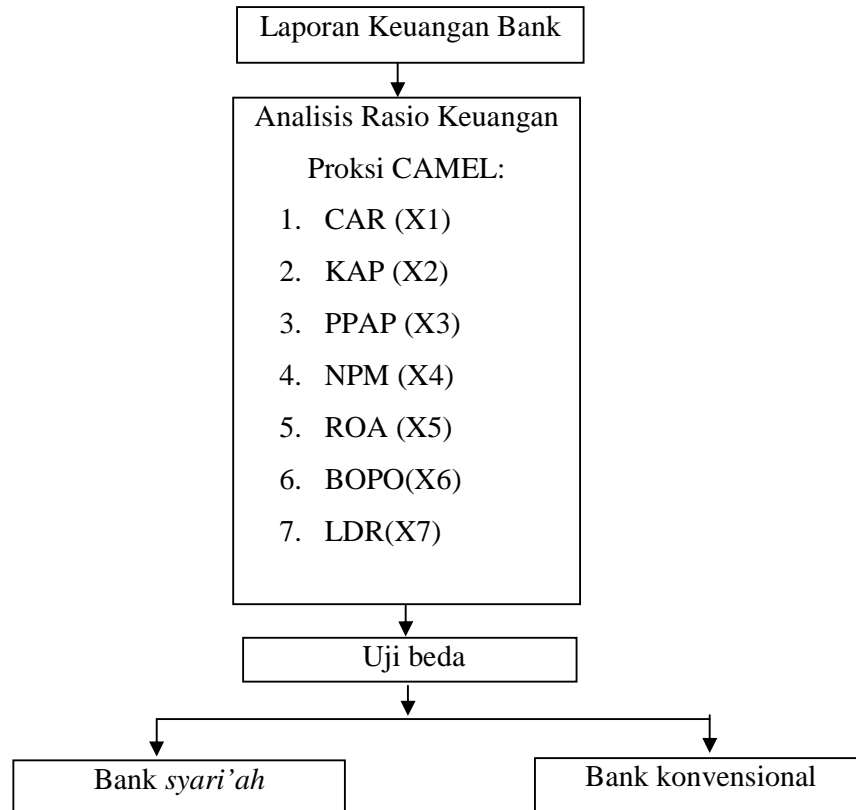 Laporan Keuangan Bank
Analisis Rasio Keuangan
Proksi CAMEL:
1. CAR (X1)
2. KAP (X2)
3. PPAP (X3)
4. NPM (X4)
5. ROA (X5)
6. BOPO(X6)
7. LDR(X7)
Uji beda
Bank syari’ah
Bank konvensional